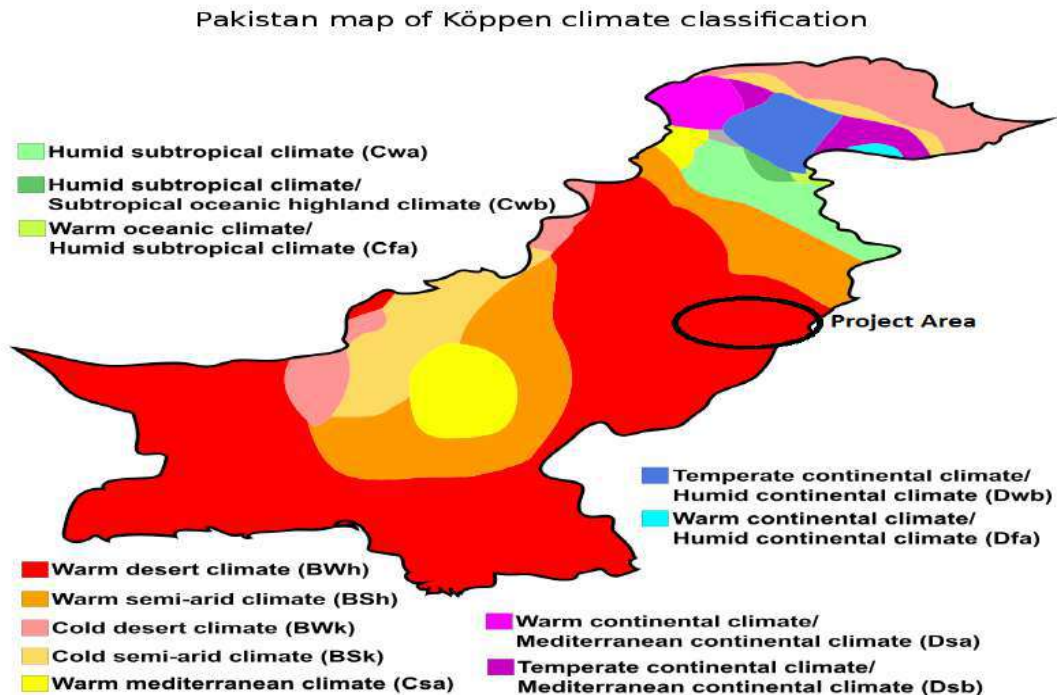 Pakistan map of Köppen climate classification
Humid subtropical climate (Cwa)
Humid subtropical climate/
Subtropical oceanic highland climate (Cwb)
Warm oceanic climate/
Humid subtropical climate (Cfa)
Project Area
Temperate continental climate/
Humid continental climate (Dwb)
Warm continental climate/
Humid continental climate (Dfa)
Warm desert climate (BWh)
Warm semi-arid climate (BSh)
Cold desert climate (BWk)
Cold semi-arid climate (BSk)
Warm mediterranean climate (Csa)
Warm continental climate/
Mediterranean continental climate (Dsa)
Temperate continental climate/
Mediterranean continental climate (Dsb)